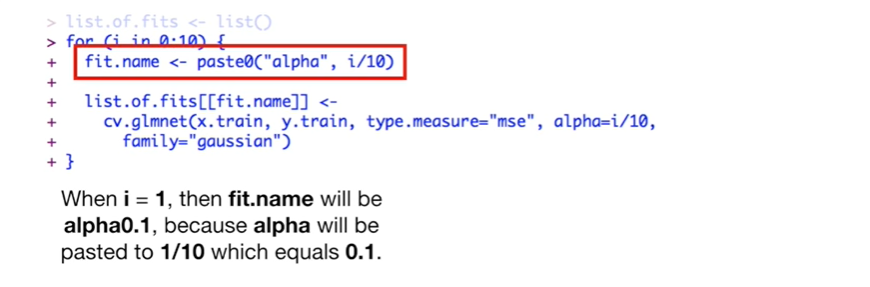 > list.of.fits <- list()
> for (i in 0:10) {
+   fit.name <- paste0("alpha", i/10)
+
+   list.of.fits[[fit.name]] <-
+     cv.glmnet(x.train, y.train, type.measure="mse", alpha=i/10,
+       family="gaussian")
+ }
When i = 1, then fit.name will be
alpha0.1, because alpha will be
pasted to 1/10 which equals 0.1.